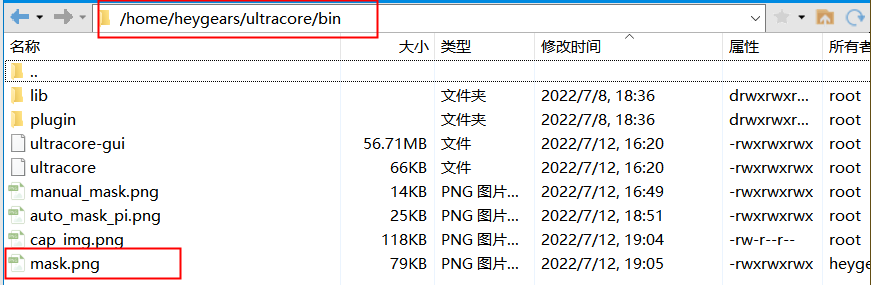 /home/heygears/ultracore/bin
名称 大小 类型 修改时间 属性 所有者
..
lib 文件夹 2022/7/8, 18:36 drwxrwxr... root
plugin 文件夹 2022/7/8, 18:36 drwxrwxr... root
ultracore-gui 56.71MB 文件 2022/7/12, 16:20 -rwxrwxrwx root
ultracore 66KB 文件 2022/7/12, 16:20 -rwxrwxrwx root
manual_mask.png 14KB PNG 图片... 2022/7/12, 16:49 -rwxrwxrwx root
auto_mask_pi.png 25KB PNG 图片... 2022/7/12, 18:51 -rwxrwxrwx root
cap_img.png 118KB PNG 图片... 2022/7/12, 19:04 -rw-r--r-- root
mask.png 79KB PNG 图片... 2022/7/12, 19:05 -rwxrwxrwx heyge